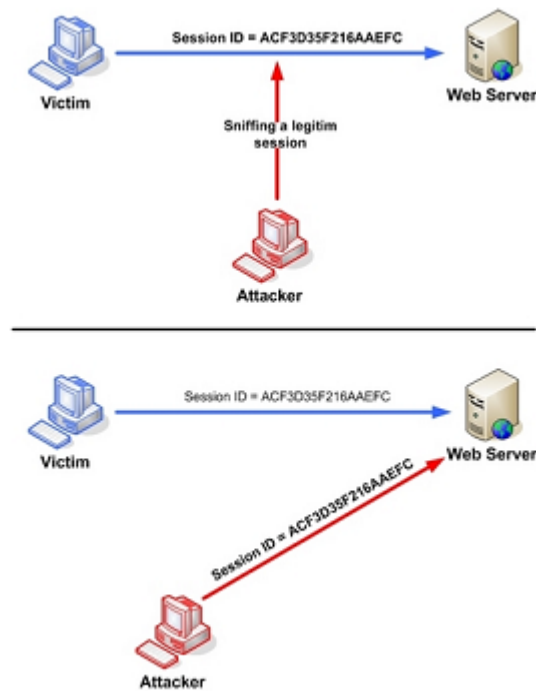 Session ID = ACF3D35F216AAEFC
Victim
Web Server
Sniffing a legitim
session
Attacker
Session ID = ACF3D35F216AAEFC
Victim
Web Server
Session ID = ACF3D35F216AAEFC
Attacker